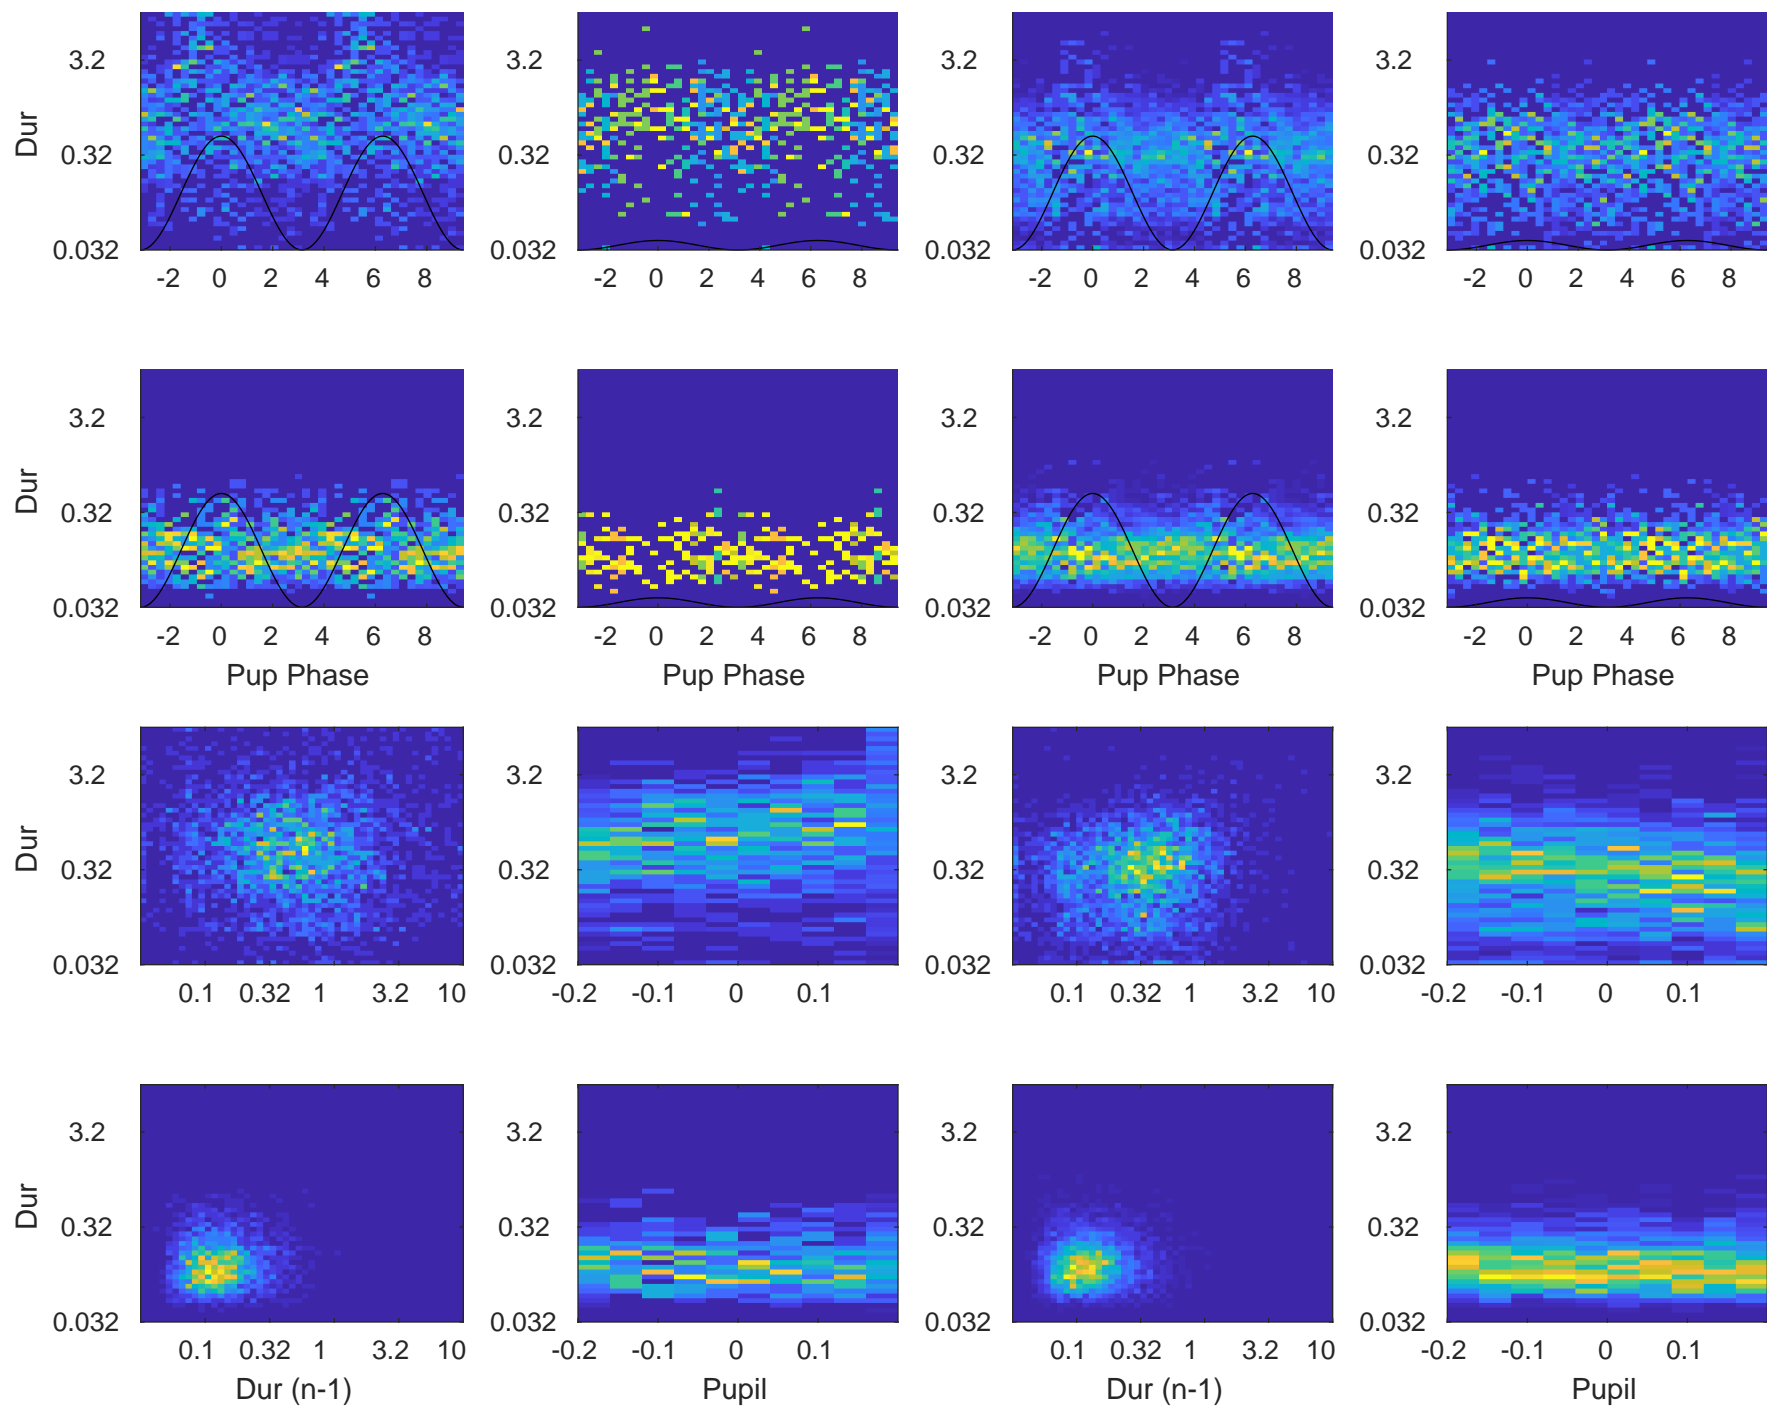 3.2 3.2 3.2 3.2
Dur
0.32 0.32 0.32 0.32
0.032 0.032 0.032 0.032
-2 0 2 4 6 8 -2 0 2 4 6 8 -2 0 2 4 6 8 -2 0 2 4 6 8
3.2 3.2 3.2 3.2
Dur
0.32 0.32 0.32 0.32
0.032 0.032 0.032 0.032
-2 0 2 4 6 8 -2 0 2 4 6 8 -2 0 2 4 6 8 -2 0 2 4 6 8
Pup Phase Pup Phase Pup Phase Pup Phase
3.2 3.2 3.2 3.2
Dur
0.32 0.32 0.32 0.32
0.032 0.032 0.032 0.032
0.1 0.32 1 3.2 10 -0.2 -0.1 0 0.1 0.1 0.32 1 3.2 10 -0.2 -0.1 0 0.1
3.2 3.2 3.2 3.2
Dur
0.32 0.32 0.32 0.32
0.032 0.032 0.032 0.032
0.1 0.32 1 3.2 10 -0.2 -0.1 0 0.1 0.1 0.32 1 3.2 10 -0.2 -0.1 0 0.1
Dur (n-1) Pupil Dur (n-1) Pupil